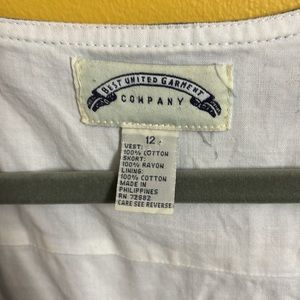 BEST UNITED GARMENT
COMPANY
12
VEST:
100% COTTON
SKORT:
100% RAYON
LINING:
100% COTTON
MADE IN
PHILIPPINES
RN 72882
CARE SEE REVERSE